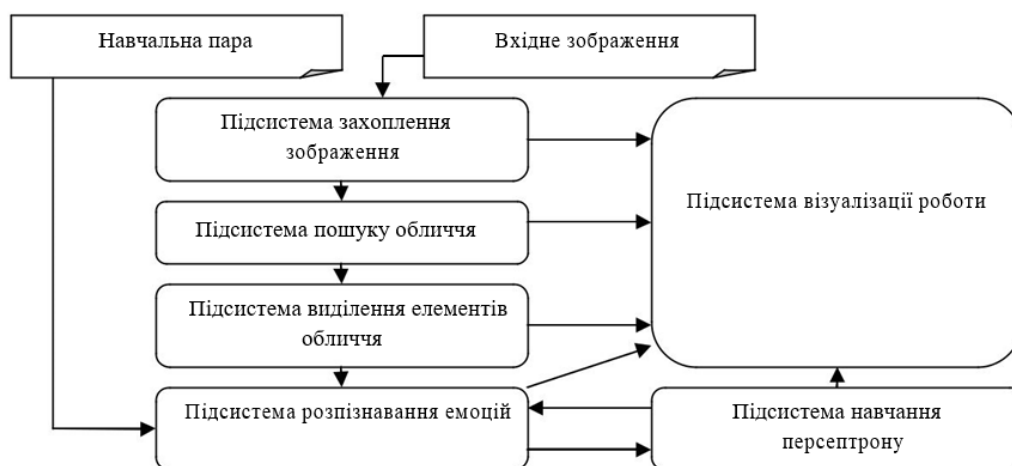 Навчальна пара
Вхідне зображення
Підсистема захоплення
зображення
Підсистема візуалізації роботи
Підсистема пошуку обличчя
Підсистема виділення елементів
обличчя
Підсистема розпізнавання емоцій
Підсистема навчання
персептрону